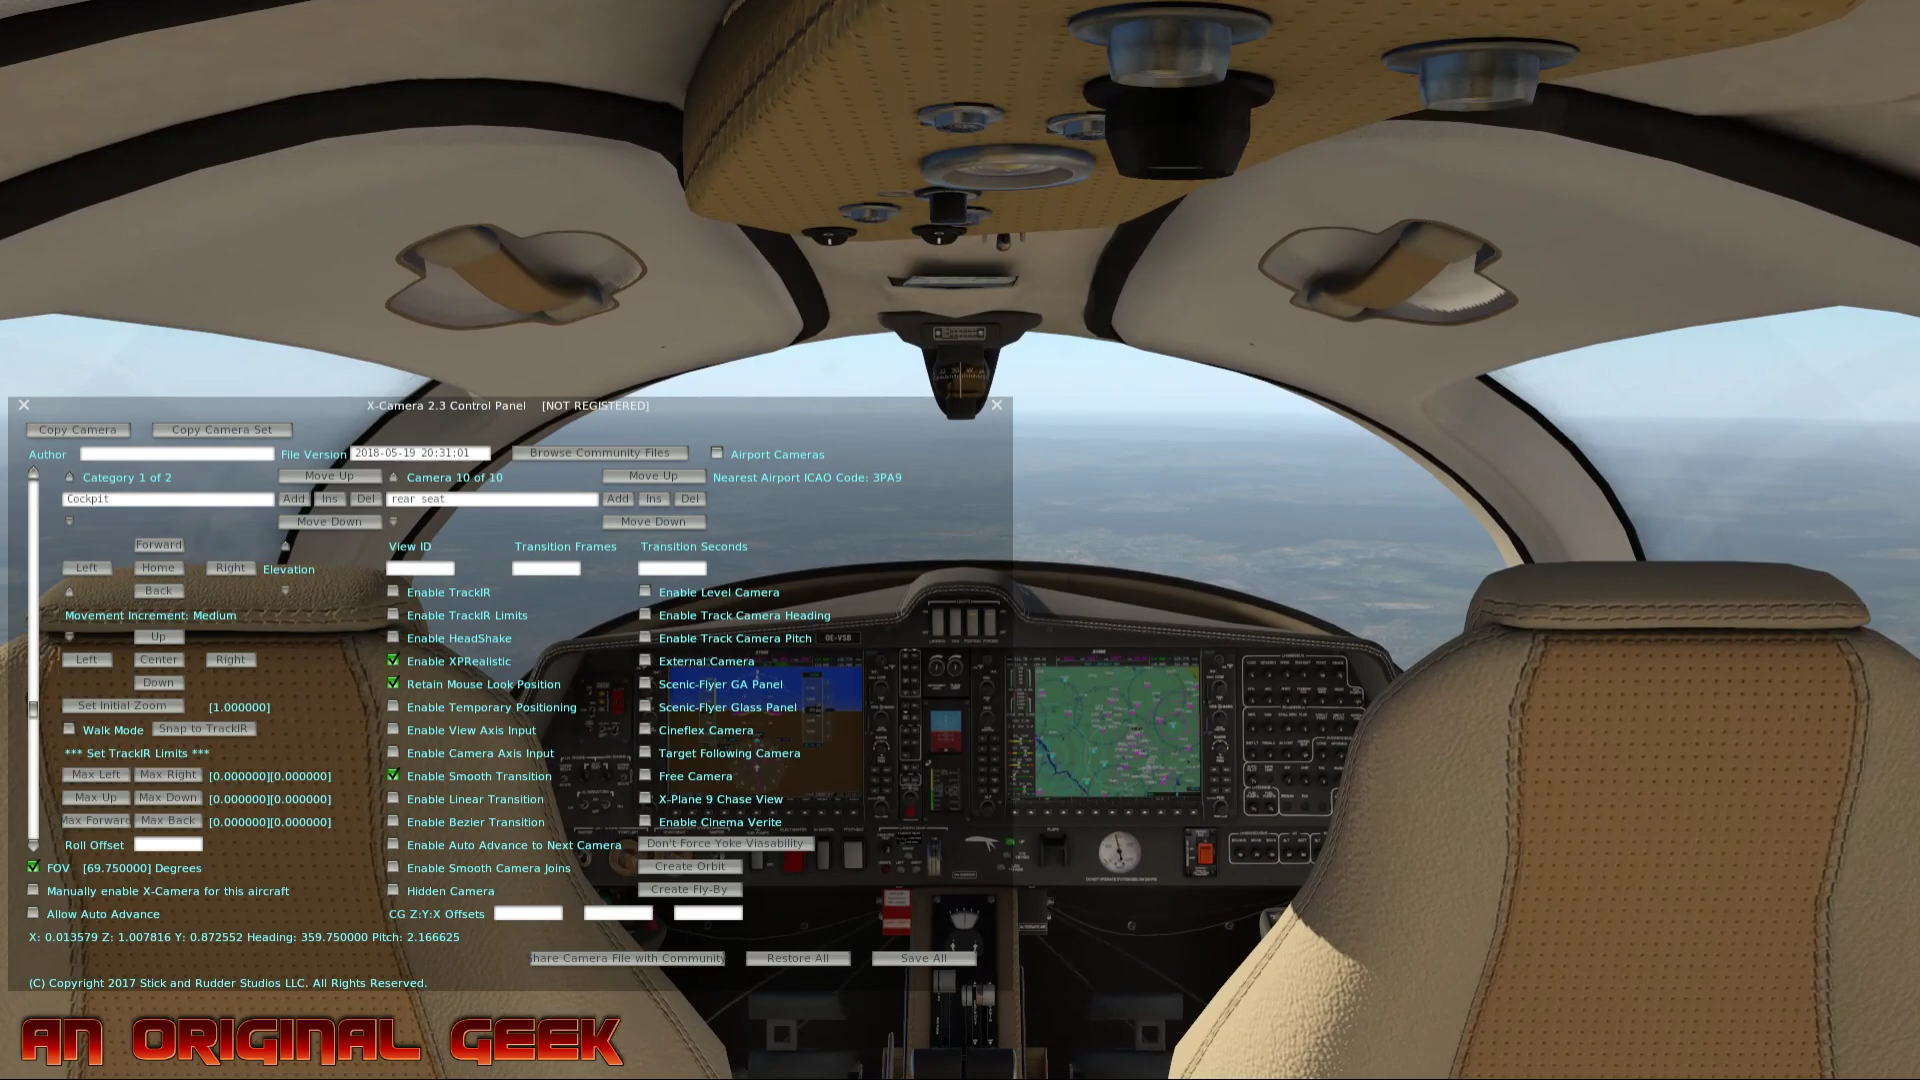 X-Camera 2.3 Control Panel [NOT REGISTERED]
Copy Camera Copy Camera Set
Author File Version 2018-05-19 20:31:01 Browse Community Files Airport Cameras
Category 1 of 2 Move Up Camera 10 of 10 Move Up Nearest Airport ICAO Code: 3PA9
Cockpit Add Ins Del rear seat Add Ins Del
Move Down Move Down
Forward View ID Transition Frames Transition Seconds
Left Home Right Elevation
Back Enable TrackIR Enable Level Camera
Movement Increment: Medium Enable TrackIR Limits Enable Track Camera Heading
Up Enable HeadShake Enable Track Camera Pitch OE-VSB
Left Center Right Enable XPRealistic External Camera
Down Retain Mouse Look Position Scenic-Flyer GA Panel
Set Initial Zoom [1.000000] Enable Temporary Positioning Scenic-Flyer Glass Panel
Walk Mode Snap to TrackIR Enable View Axis Input Cineflex Camera
*** Set TrackIR Limits *** Enable Camera Axis Input Target Following Camera
Max Left Max Right [0.000000][0.000000] Enable Smooth Transition Free Camera
Max Up Max Down [0.000000][0.000000] Enable Linear Transition X-Plane 9 Chase View
Max Forward Max Back [0.000000][0.000000] Enable Bezier Transition Enable Cinema Verite
Roll Offset Enable Auto Advance to Next Camera Don't Force Yoke Viasability
FOV [69.750000] Degrees Enable Smooth Camera Joins Create Orbit
Manually enable X-Camera for this aircraft Hidden Camera Create Fly-By
Allow Auto Advance CG Z:Y:X Offsets
X: 0.013579 Z: 1.007816 Y: 0.872552 Heading: 359.750000 Pitch: 2.166625
Share Camera File with Community Restore All Save All
(C) Copyright 2017 Stick and Rudder Studios LLC. All Rights Reserved.
AN ORIGINAL GEEK